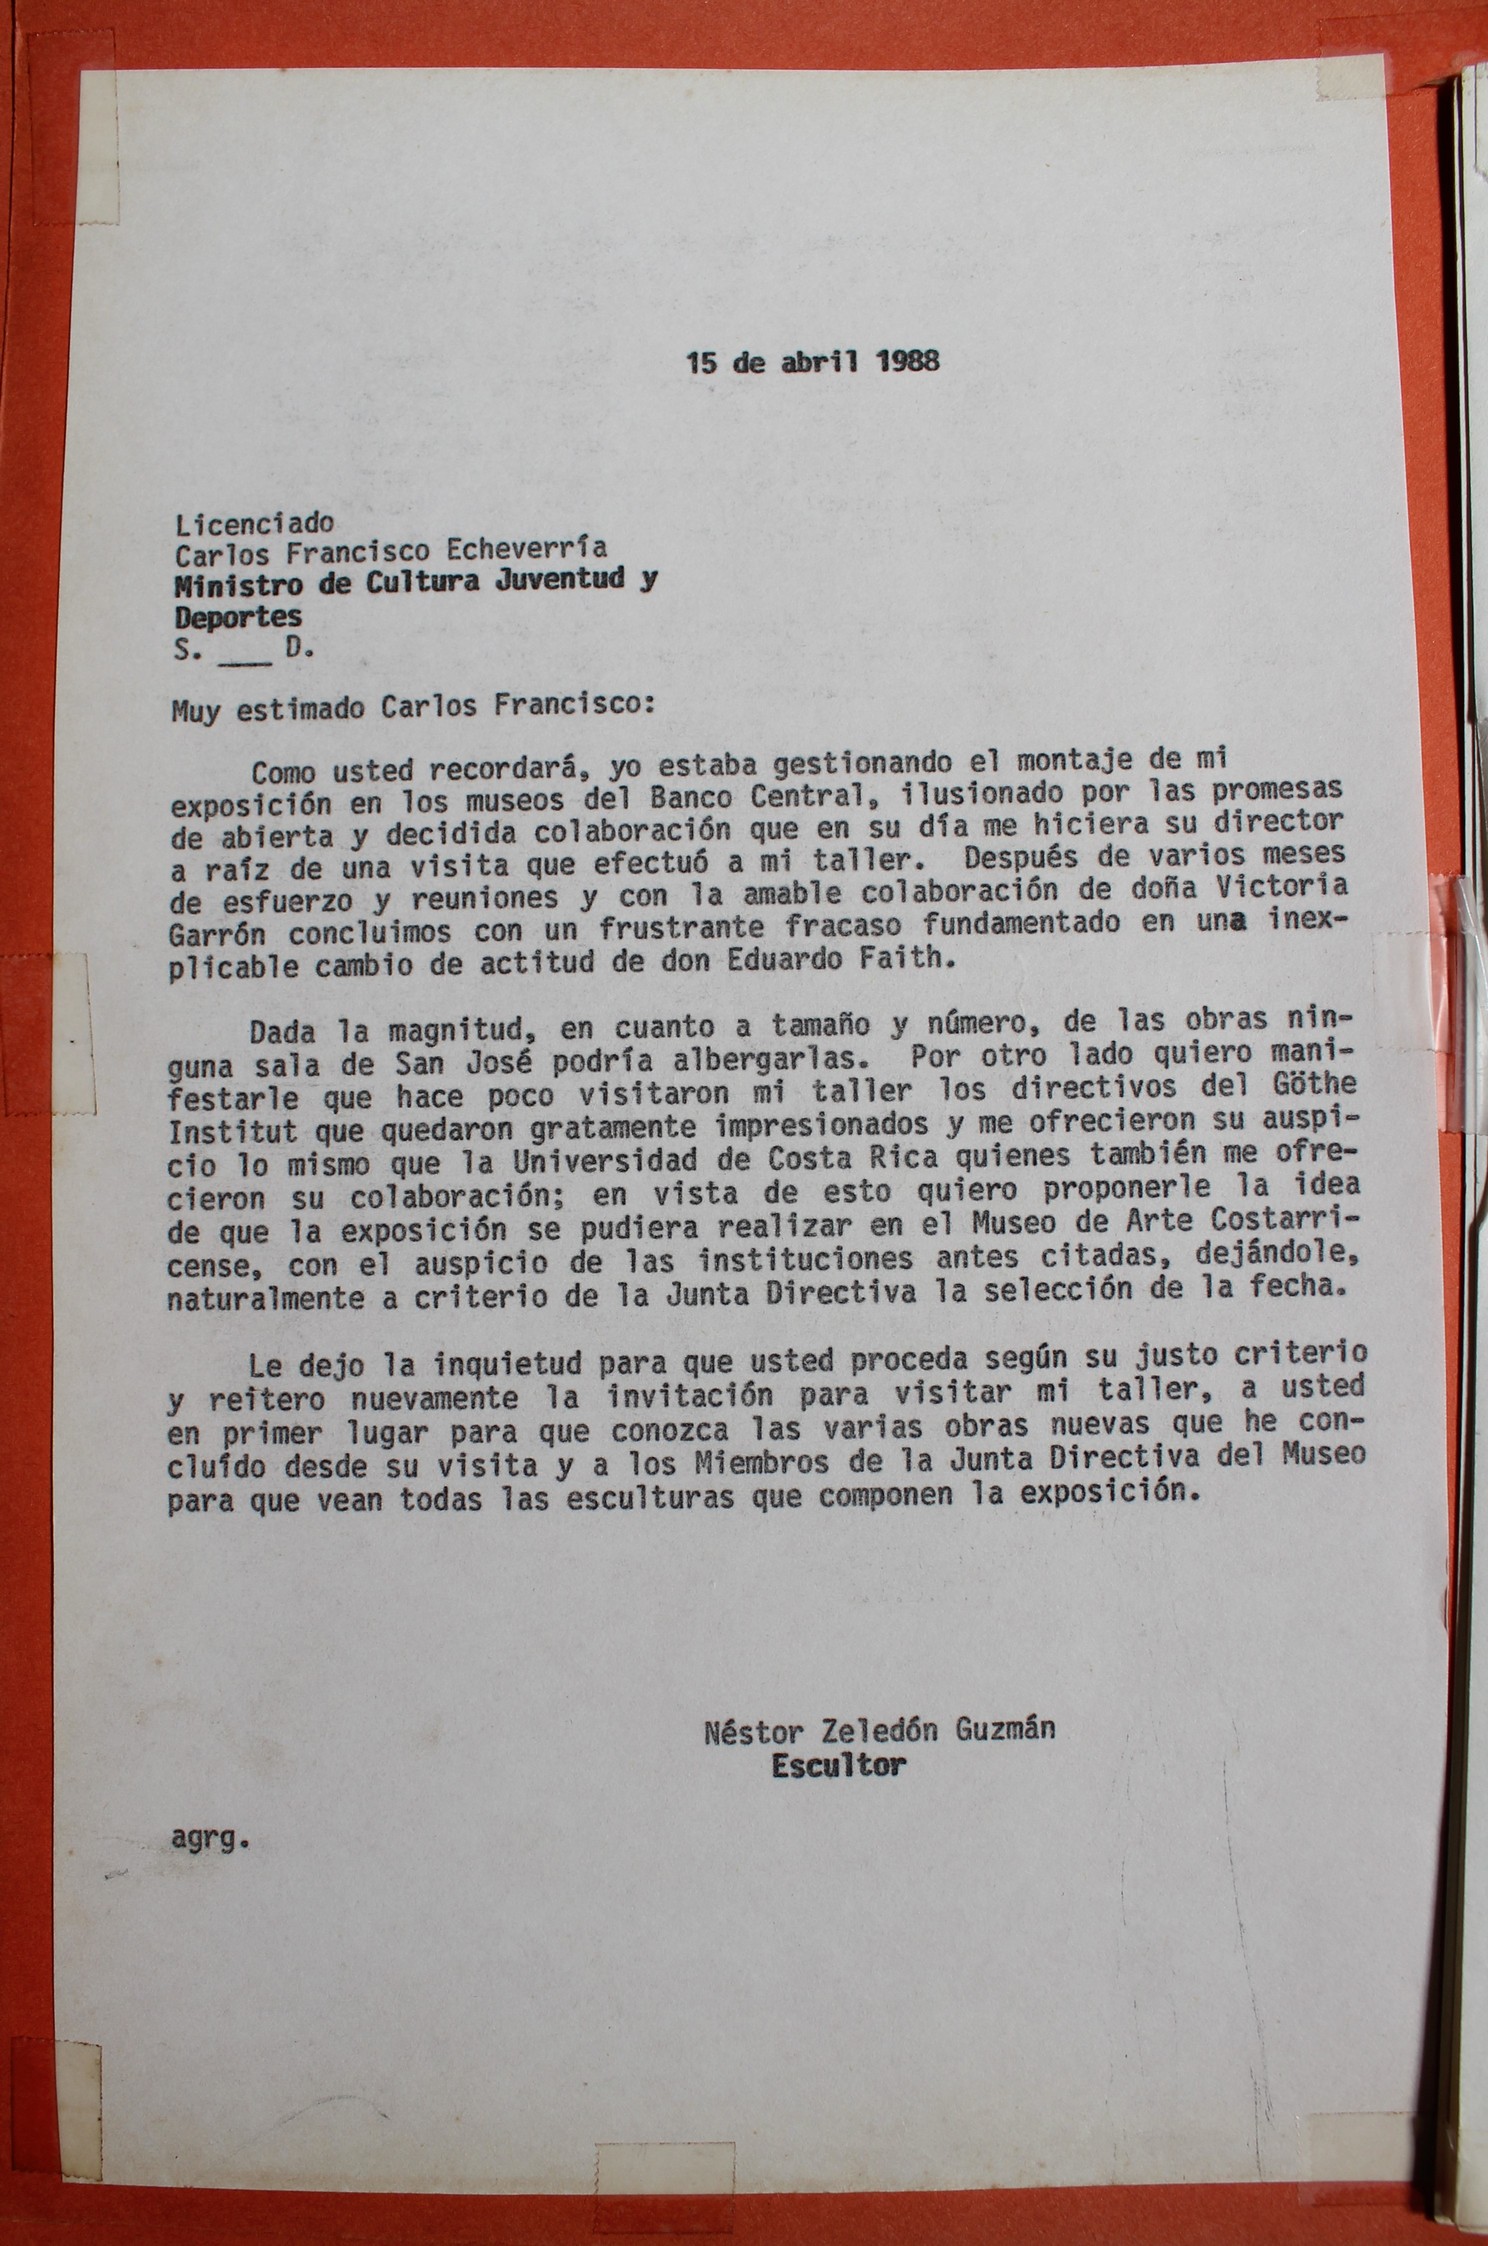 15 de abril 1988
Licenciado
Carlos Francisco Echeverría
Ministro de Cultura Juventud y
Deportes
S. ___ D.
Muy estimado Carlos Francisco:
Como usted recordará, yo estaba gestionando el montaje de mi
exposición en los museos del Banco Central, ilusionado por las promesas
de abierta y decidida colaboración que en su día me hiciera su director
a raíz de una visita que efectuó a mi taller. Después de varios meses
de esfuerzo y reuniones y con la amable colaboración de doña Victoria
Garrón concluimos con un frustrante fracaso fundamentado en una inex-
plicable cambio de actitud de don Eduardo Faith.
Dada la magnitud, en cuanto a tamaño y número, de las obras nin-
guna sala de San José podría albergarlas. Por otro lado quiero mani-
festarle que hace poco visitaron mi taller los directivos del Göthe
Institut que quedaron gratamente impresionados y me ofrecieron su auspi-
cio lo mismo que la Universidad de Costa Rica quienes también me ofre-
cieron su colaboración; en vista de esto quiero proponerle la idea
de que la exposición se pudiera realizar en el Museo de Arte Costarri-
cense, con el auspicio de las instituciones antes citadas, dejándole,
naturalmente a criterio de la Junta Directiva la selección de la fecha.
Le dejo la inquietud para que usted proceda según su justo criterio
y reitero nuevamente la invitación para visitar mi taller, a usted
en primer lugar para que conozca las varias obras nuevas que he con-
cluído desde su visita y a los Miembros de la Junta Directiva del Museo
para que vean todas las esculturas que componen la exposición.
Néstor Zeledón Guzmán
Escultor
agrg.